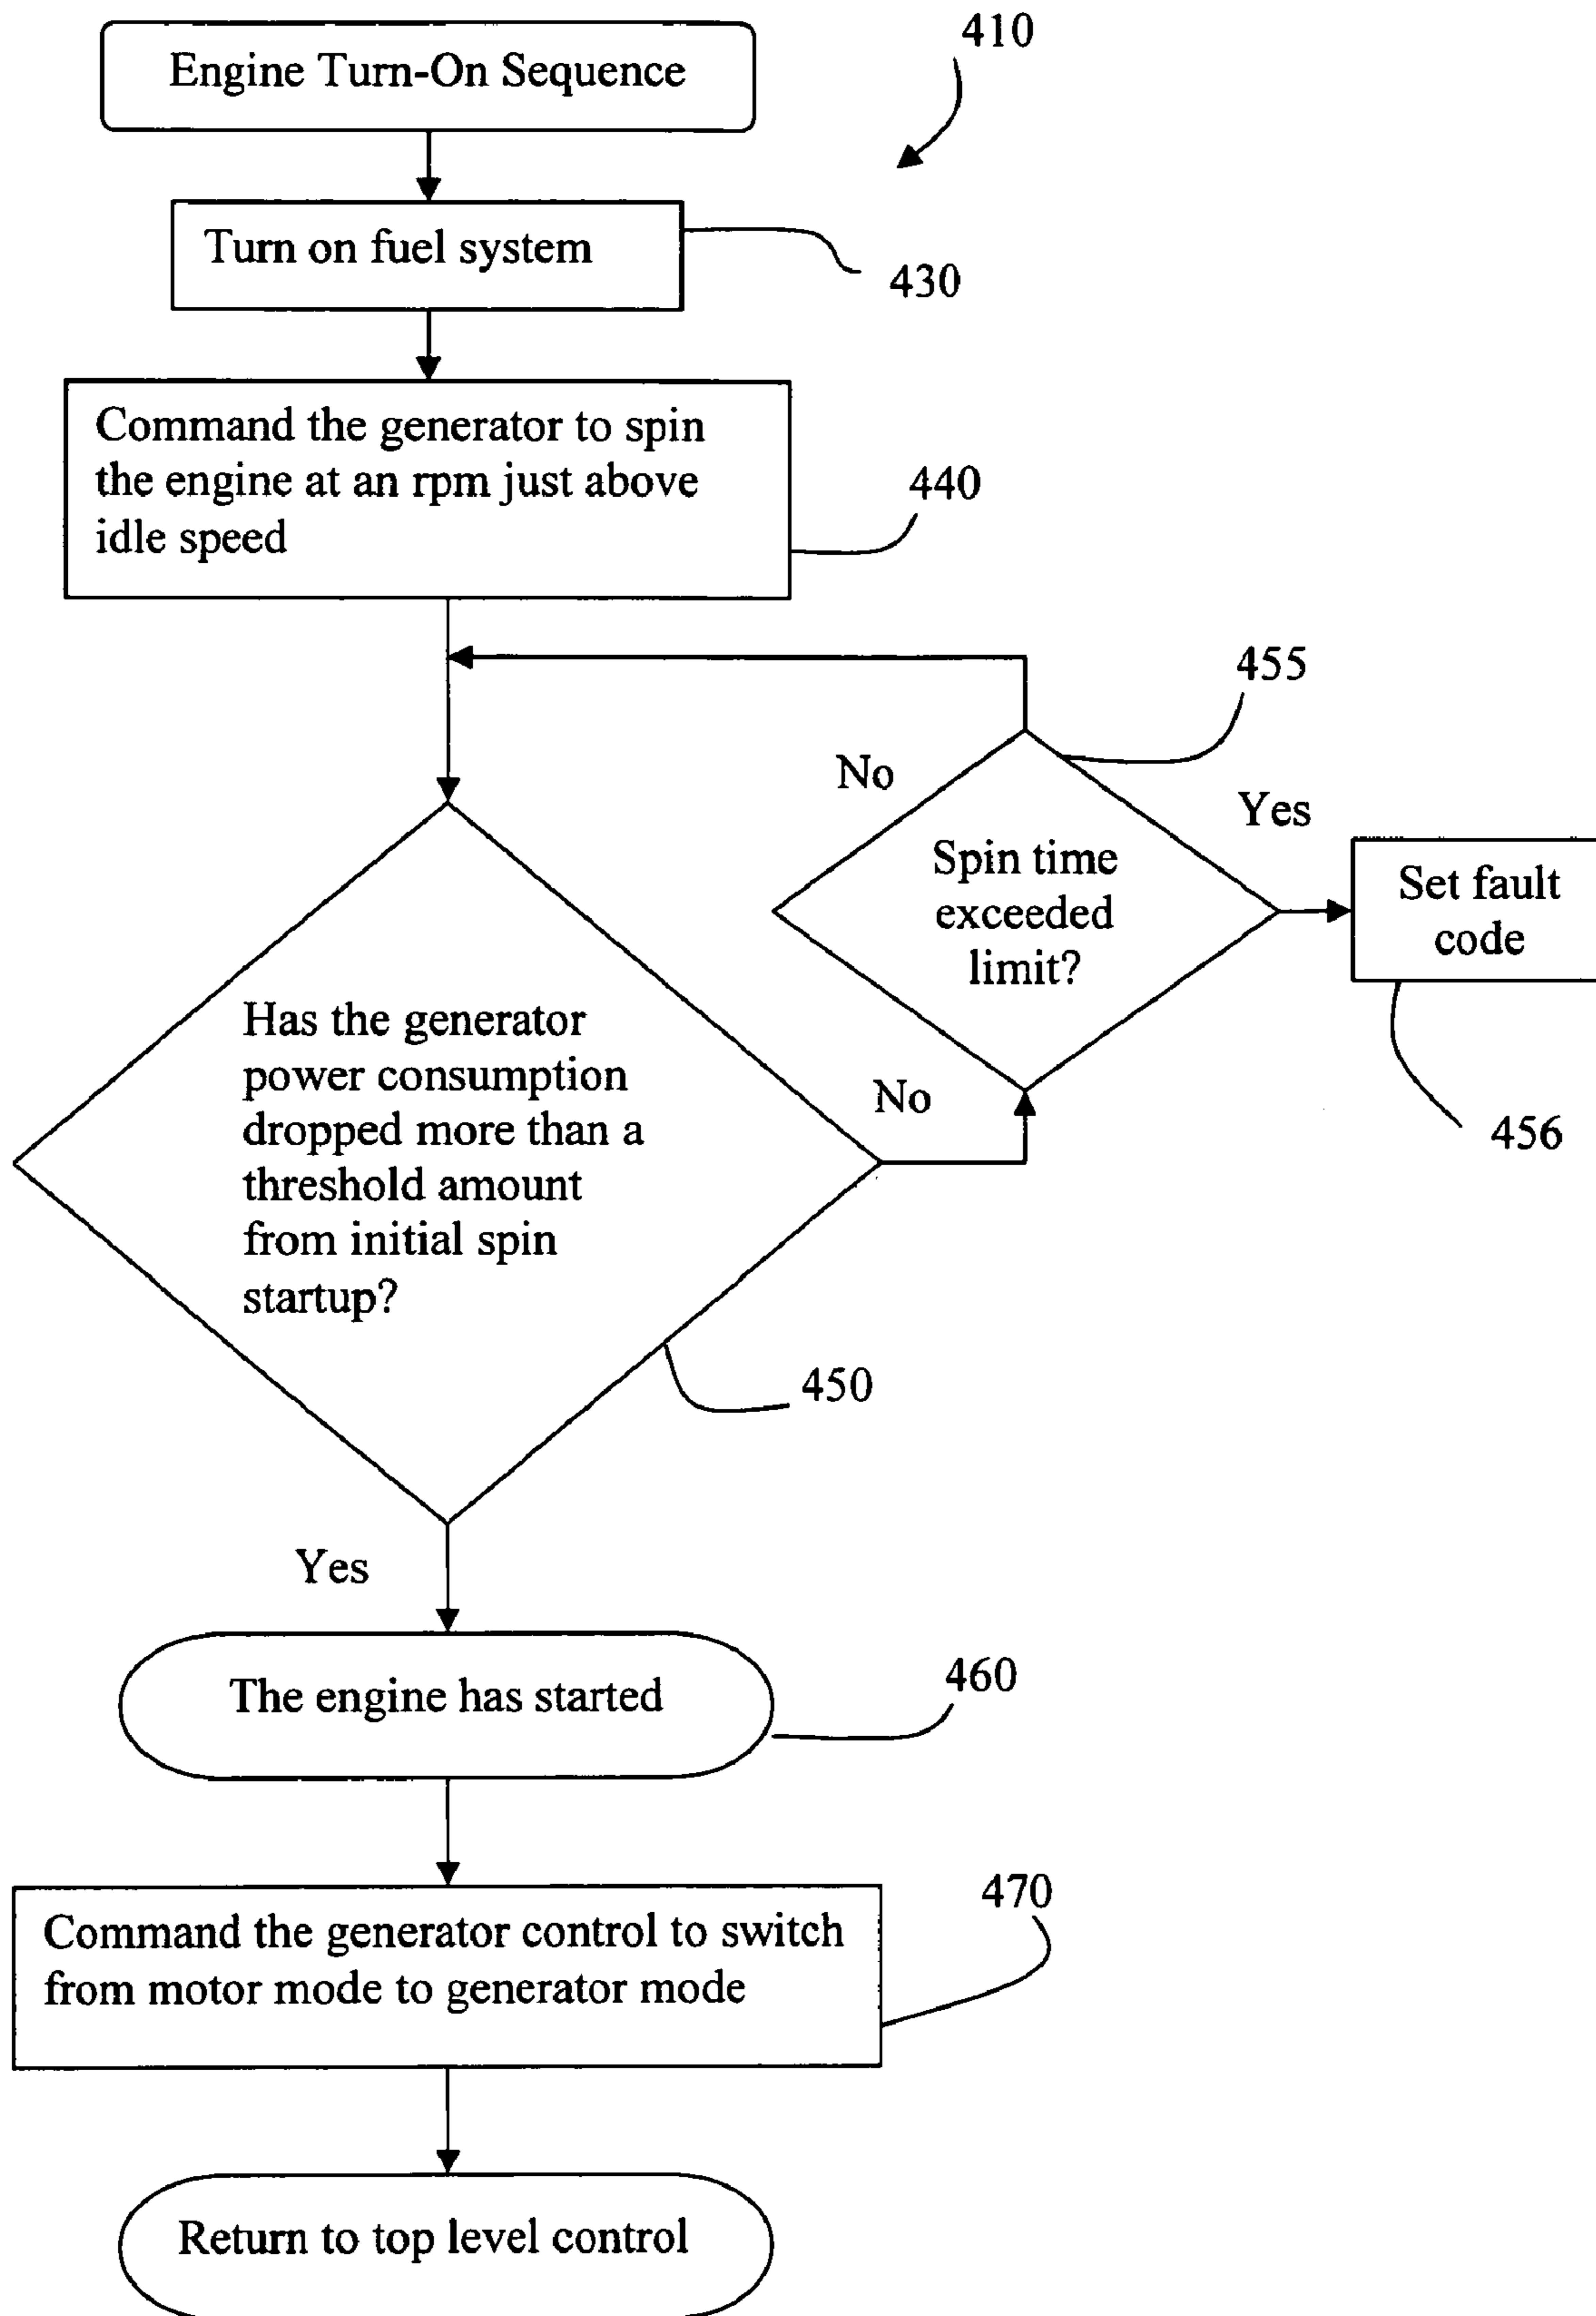 Engine Turn-On Sequence
410
Turn on fuel system
430
Command the generator to spin
the engine at an rpm just above
idle speed
440
455
No
Yes
Spin time
exceeded
limit?
Set fault
code
456
Has the generator
power consumption
dropped more than a
threshold amount
from initial spin
startup?
No
450
Yes
The engine has started
460
Command the generator control to switch
from motor mode to generator mode
470
Return to top level control